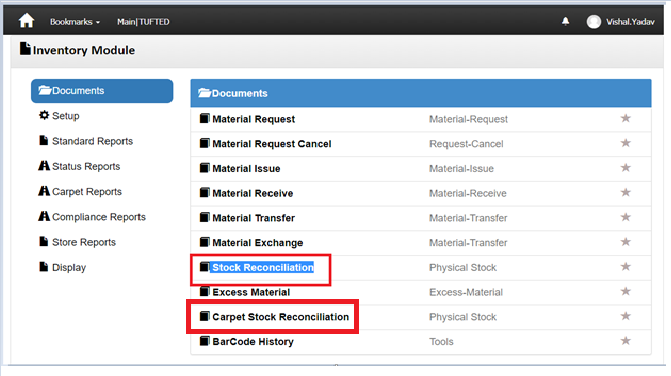 Bookmarks Main|TUFTED Vishal.Yadav
Inventory Module
Documents
Setup
Standard Reports
Status Reports
Carpet Reports
Compliance Reports
Store Reports
Display
Documents
Material Request Material-Request
Material Request Cancel Request-Cancel
Material Issue Material-Issue
Material Receive Material-Receive
Material Transfer Material-Transfer
Material Exchange Material-Transfer
Stock Reconciliation Physical Stock
Excess Material Excess-Material
Carpet Stock Reconciliation Physical Stock
BarCode History Tools